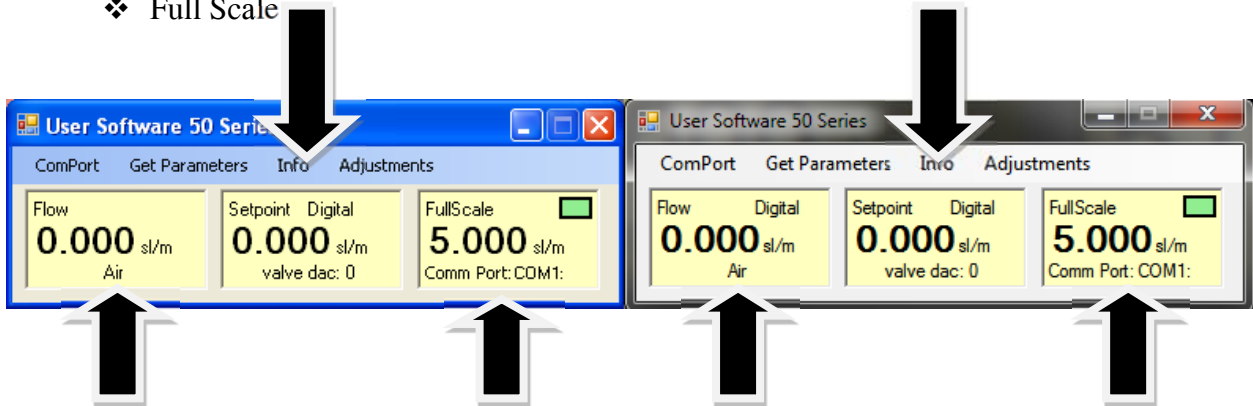 ❖ Full Scale
User Software 50 Serie
ComPort Get Parameters Info Adjustments
Flow
0.000 sl/m
Air
Setpoint Digital
0.000 sl/m
valve dac: 0
FullScale
5.000 sl/m
Comm Port: COM1:
User Software 50 Series
ComPort Get Parameters Info Adjustments
Flow Digital
0.000 sl/m
Air
Setpoint Digital
0.000 sl/m
valve dac: 0
FullScale
5.000 sl/m
Comm Port: COM1: